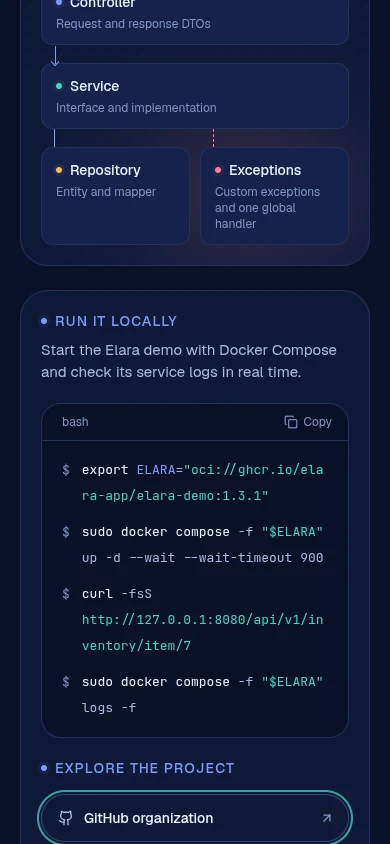 Controller
Request and response DTOs
Service
Interface and implementation
Repository
Entity and mapper
Exceptions
Custom exceptions
and one global
handler
RUN IT LOCALLY
Start the Elara demo with Docker Compose
and check its service logs in real time.
bash
Copy
$ export ELARA="oci://ghcr.io/ela
ra-app/elara-demo:1.3.1"
$ sudo docker compose -f "$ELARA"
up -d --wait --wait-timeout 900
$ curl -fsS
http://127.0.0.1:8080/api/v1/in
ventory/item/7
$ sudo docker compose -f "$ELARA"
logs -f
EXPLORE THE PROJECT
GitHub organization